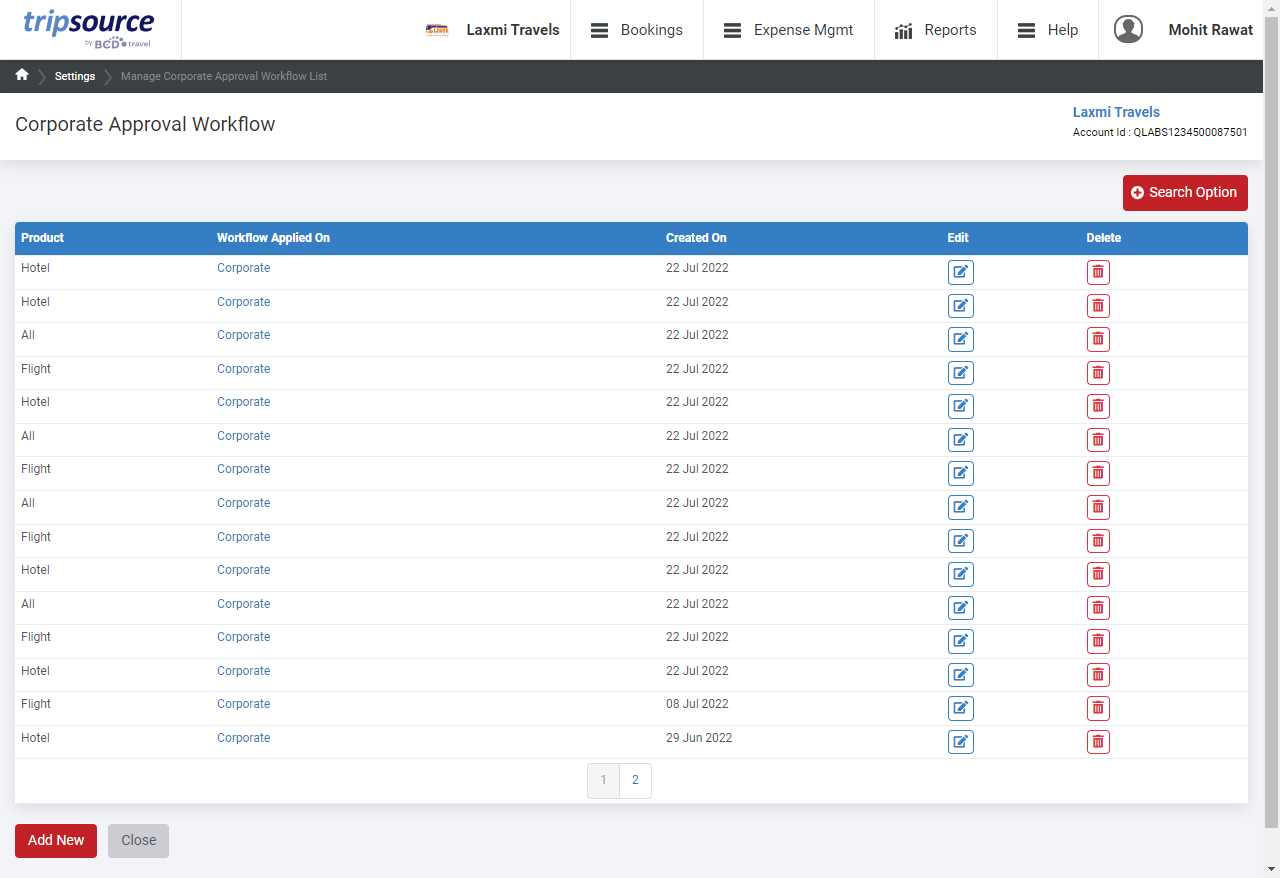 tripsource
by BCD travel
Laxmi Travels
Bookings
Expense Mgmt
Reports
Help
Mohit Rawat
Settings
Manage Corporate Approval Workflow List
Corporate Approval Workflow
Laxmi Travels
Account Id : QLABS1234500087501
Search Option
Product Workflow Applied On Created On Edit Delete
Hotel Corporate 22 Jul 2022
Hotel Corporate 22 Jul 2022
All Corporate 22 Jul 2022
Flight Corporate 22 Jul 2022
Hotel Corporate 22 Jul 2022
All Corporate 22 Jul 2022
Flight Corporate 22 Jul 2022
All Corporate 22 Jul 2022
Flight Corporate 22 Jul 2022
Hotel Corporate 22 Jul 2022
All Corporate 22 Jul 2022
Flight Corporate 22 Jul 2022
Hotel Corporate 22 Jul 2022
Flight Corporate 08 Jul 2022
Hotel Corporate 29 Jun 2022
1 2
Add New Close